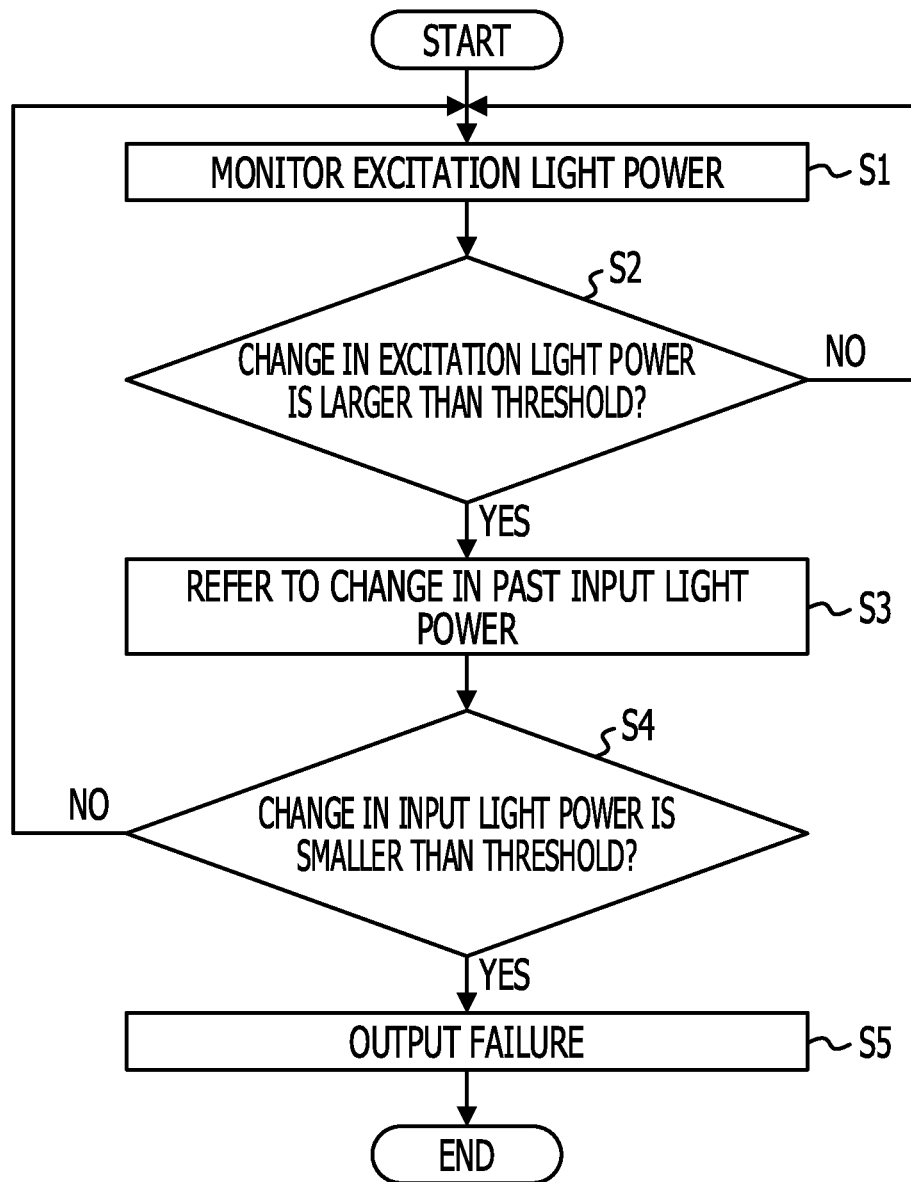 START
MONITOR EXCITATION LIGHT POWER
S1
S2
CHANGE IN EXCITATION LIGHT POWER
IS LARGER THAN THRESHOLD?
NO
YES
REFER TO CHANGE IN PAST INPUT LIGHT
POWER
S3
S4
CHANGE IN INPUT LIGHT POWER IS
SMALLER THAN THRESHOLD?
NO
YES
OUTPUT FAILURE
S5
END